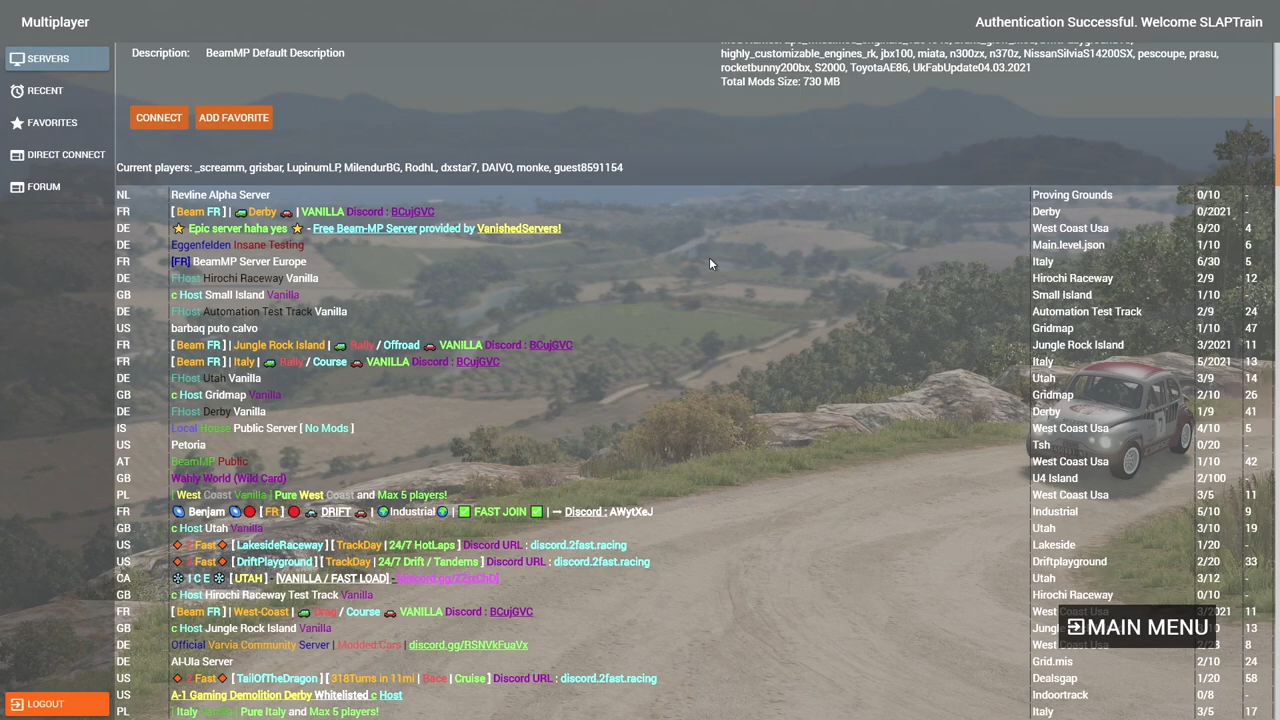 Multiplayer
Authentication Successful. Welcome SLAPTrain
SERVERS
RECENT
FAVORITES
DIRECT CONNECT
FORUM
LOGOUT
Description: BeamMP Default Description
highly_customizable_engines_rk, jbx100, miata, n300zx, n370z, NissanSilviaS14200SX, pescoupe, prasu,
rocketbunny200bx, S2000, ToyotaAE86, UkFabUpdate04.03.2021
Total Mods Size: 730 MB
CONNECT ADD FAVORITE
Current players: _screamm, grisbar, LupinumLP, MilendurBG, RodhL, dxstar7, DAIVO, monke, guest8591154
NL Revline Alpha Server Proving Grounds 0/10 -
FR [ Beam FR ] | 🚙 Derby 🚗 | VANILLA Discord : BCujGVC Derby 0/2021 -
DE ⭐ Epic server haha yes ⭐ - Free Beam-MP Server provided by VanishedServers! West Coast Usa 9/20 4
DE Eggenfelden Insane Testing Main.level.json 1/10 6
FR [FR] BeamMP Server Europe Italy 6/30 5
DE FHost Hirochi Raceway Vanilla Hirochi Raceway 2/9 12
GB c Host Small Island Vanilla Small Island 1/10
DE FHost Automation Test Track Vanilla Automation Test Track 2/9 24
US barbaq puto calvo Gridmap 1/10 47
FR [ Beam FR ] | Jungle Rock Island | 🚙 Rally / Offroad 🚗 VANILLA Discord : BCujGVC Jungle Rock Island 3/2021 11
FR [ Beam FR ] | Italy | 🚙 Rally / Course 🚗 VANILLA Discord : BCujGVC Italy 5/2021 13
DE FHost Utah Vanilla Utah 3/9 14
GB c Host Gridmap Vanilla Gridmap 2/10 26
DE FHost Derby Vanilla Derby 1/9 41
IS Local House Public Server [ No Mods ] West Coast Usa 4/10 5
US Petoria Tsh 0/20 -
AT BeamMP Public West Coast Usa 1/10 42
GB Wahly World (Wild Card) U4 Island 2/100 -
PL [ West Coast Vanilla ] Pure West Coast and Max 5 players! West Coast Usa 3/5 11
FR Benjam 🔴 [ FR ] 🔴 🚗 DRIFT 🚗 | 🌍Industrial🌍 | ✅ FAST JOIN ✅ | ➞ Discord : AWytXeJ Industrial 5/10 9
GB c Host Utah Vanilla Utah 3/10 19
US 🔸 2 Fast🔸 [ LakesideRaceway] [ TrackDay | 24/7 HotLaps ] Discord URL : discord.2fast.racing Lakeside 1/20 -
US 🔸 2 Fast🔸 [ DriftPlayground] [ TrackDay | 24/7 Drift / Tandems ] Discord URL : discord.2fast.racing Driftplayground 2/20 33
CA ❄ I C E ❄ [ UTAH ] - [VANILLA / FAST LOAD] - Utah 3/12 -
GB c Host Hirochi Raceway Test Track Vanilla Hirochi Raceway 0/10 -
FR [ Beam FR ] | West-Coast | 🚙 Drag / Course 🚗 VANILLA Discord : BCujGVC West 11
GB c Host Jungle Rock Island Vanilla 13
DE Official Varvia Community Server | Modded Cars | discord.gg/RSNVkFuaVx 8
DE Al-Ula Server Grid.mis 2/10 24
US 🔸 2 Fast🔸 [ TailOfTheDragon ] [ 318Turns in 11mi | Race | Cruise ] Discord URL : discord.2fast.racing Dealsgap 1/20 58
US A-1 Gaming Demolition Derby Whitelisted c Host Indoortrack 0/8 -
PL [ Italy Vanilla ] Pure Italy and Max 5 players! Italy 3/5 17
MAIN MENU